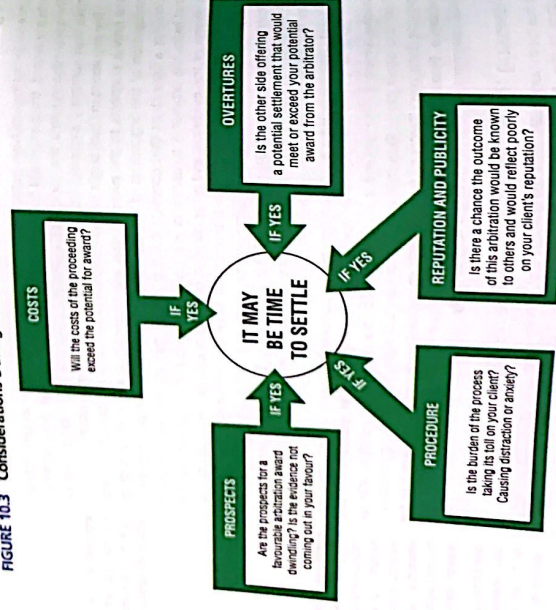 FIGURE 10.3 Considerations
COSTS
Will the costs of the proceeding
exceed the potential for award?
IF
YES
PROSPECTS
Are the prospects for a
favourable arbitration award
dwindling? Is the evidence not
coming out in your favour?
IF YES
IT MAY
BE TIME
TO SETTLE
IF YES
OVERTURES
Is the other side offering
a potential settlement that would
meet or exceed your potential
award from the arbitrator?
IF YES
PROCEDURE
Is the burden of the process
taking its toll on your client?
Causing distraction or anxiety?
IF YES
REPUTATION AND PUBLICITY
Is there a chance the outcome
of this arbitration would be known
to others and would reflect poorly
on your client's reputation?